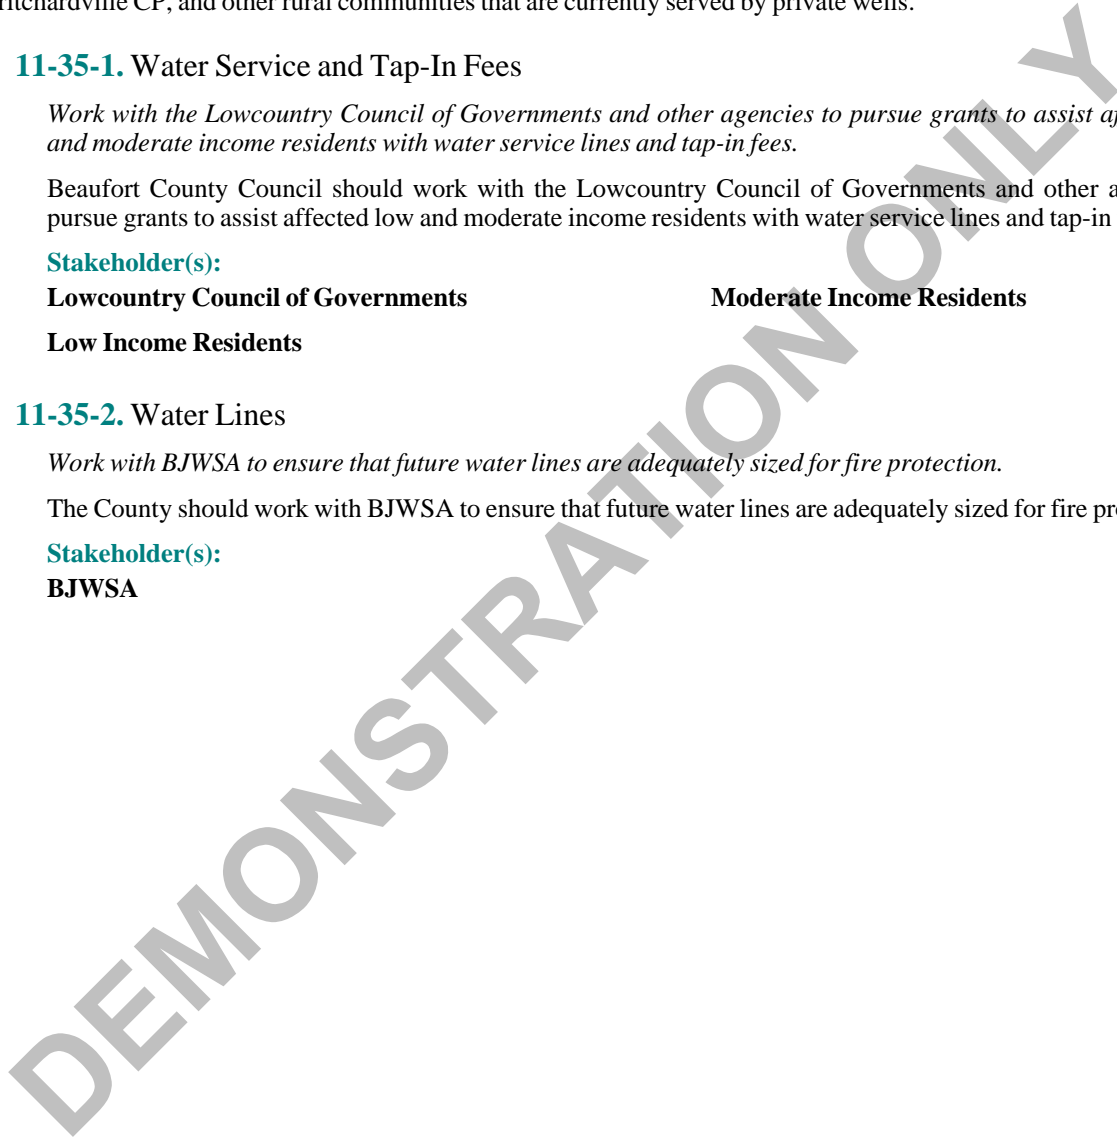 ritchardville CP, and other rural communities that are currently served by private wells.
11-35-1. Water Service and Tap-In Fees
Work with the Lowcountry Council of Governments and other agencies to pursue grants to assist
and moderate income residents with water service lines and tap-in fees.
Beaufort County Council should work with the Lowcountry Council of Governments and other
pursue grants to assist affected low and moderate income residents with water service lines and tap-in
Stakeholder(s):
Lowcountry Council of Governments Moderate Income Residents
Low Income Residents
11-35-2. Water Lines
Work with BJWSA to ensure that future water lines are adequately sized for fire protection.
The County should work with BJWSA to ensure that future water lines are adequately sized for fire
Stakeholder(s):
BJWSA
DEMONSTRATION ONLY